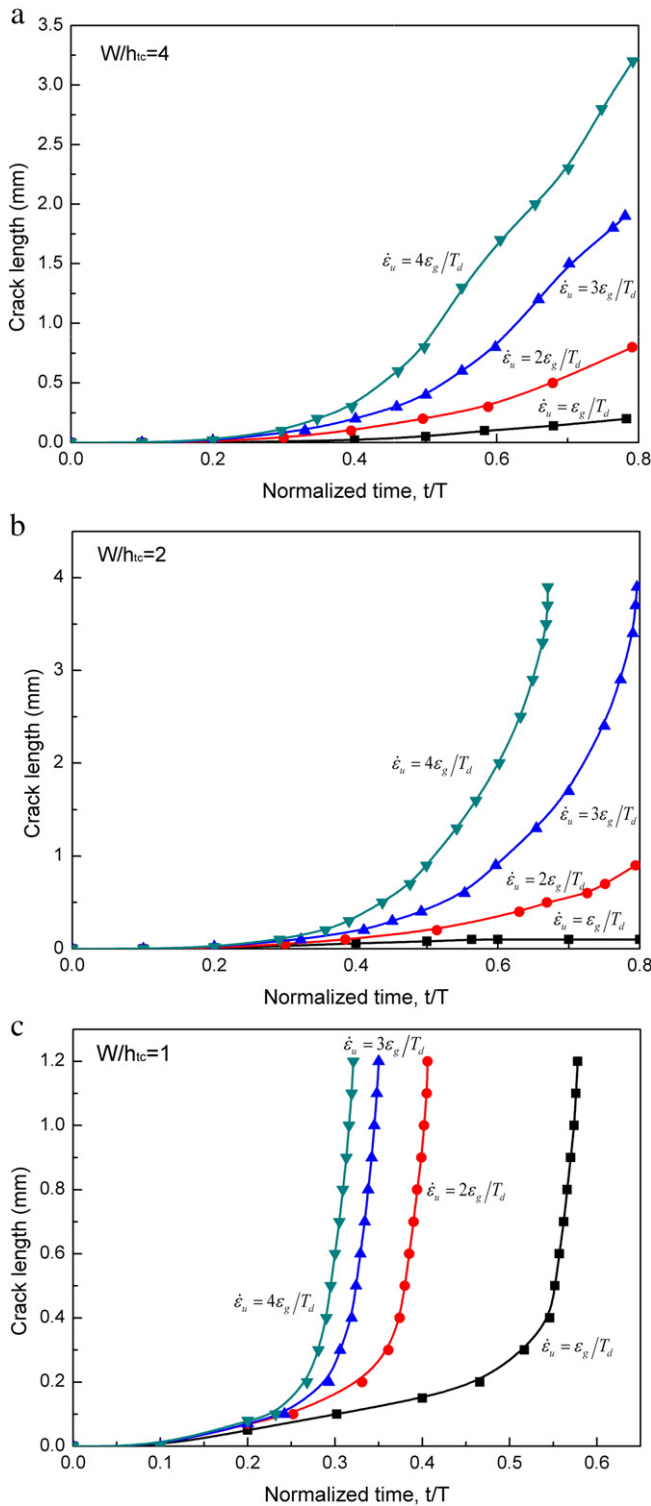 a
W/htc=4
3.5
3.0
2.5
2.0
1.5
1.0
0.5
0.0
Crack length (mm)
ε̇u = 4εg/Td
ε̇u = 3εg/Td
ε̇u = 2εg/Td
ε̇u = εg/Td
0.0 0.2 0.4 0.6 0.8
Normalized time, t/T
b
W/htc=2
4
3
2
1
0
Crack length (mm)
ε̇u = 4εg/Td
ε̇u = 3εg/Td
ε̇u = 2εg/Td
ε̇u = εg/Td
0.0 0.2 0.4 0.6 0.8
Normalized time, t/T
c
W/htc=1
1.2
1.0
0.8
0.6
0.4
0.2
0.0
Crack length (mm)
ε̇u = 3εg/Td
ε̇u = 2εg/Td
ε̇u = 4εg/Td
ε̇u = εg/Td
0.0 0.1 0.2 0.3 0.4 0.5 0.6
Normalized time, t/T